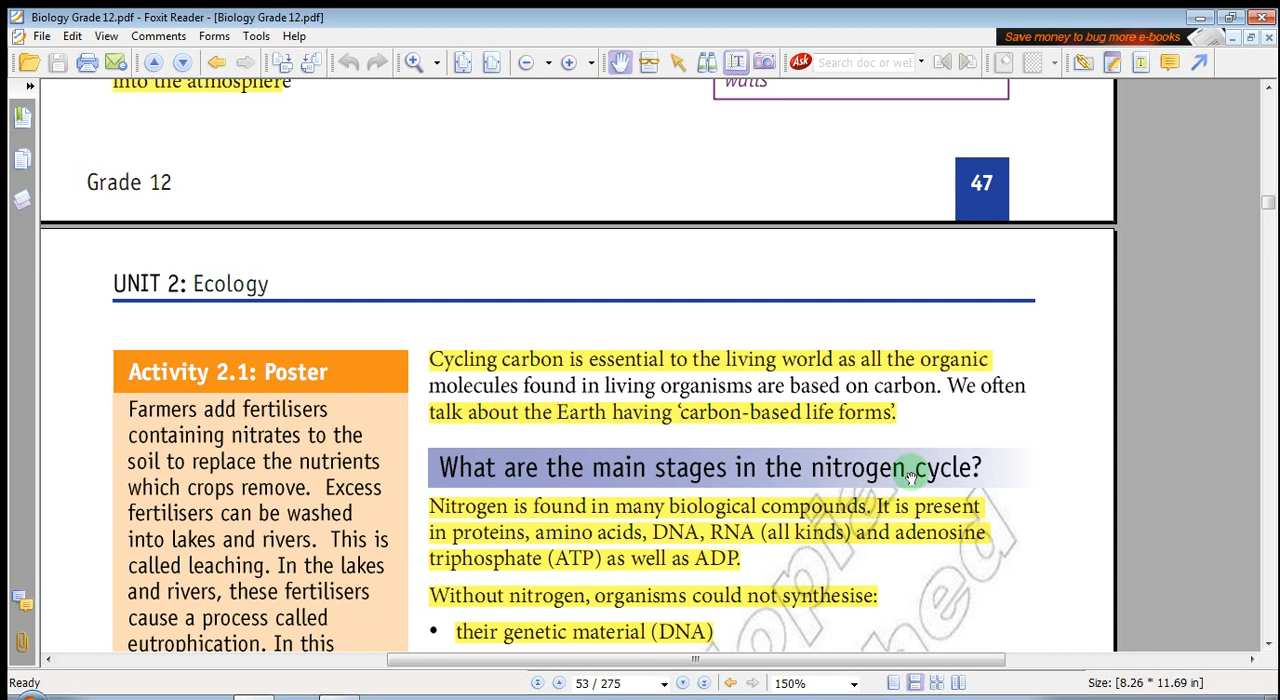 Biology Grade 12.pdf - Foxit Reader - [Biology Grade 12.pdf]
File Edit View Comments Forms Tools Help
Save money to bug more e-books
Ask Search doc or web
into the atmosphere
walls
Grade 12
47
UNIT 2: Ecology
Activity 2.1: Poster
Farmers add fertilisers
containing nitrates to the
soil to replace the nutrients
which crops remove. Excess
fertilisers can be washed
into lakes and rivers. This is
called leaching. In the lakes
and rivers, these fertilisers
cause a process called
eutrophication. In this
Cycling carbon is essential to the living world as all the organic
molecules found in living organisms are based on carbon. We often
talk about the Earth having ‘carbon-based life forms’.
What are the main stages in the nitrogen cycle?
Nitrogen is found in many biological compounds. It is present
in proteins, amino acids, DNA, RNA (all kinds) and adenosine
triphosphate (ATP) as well as ADP.
Without nitrogen, organisms could not synthesise:
• their genetic material (DNA)
Ready
53 / 275
150%
Size: [8.26 * 11.69 in]